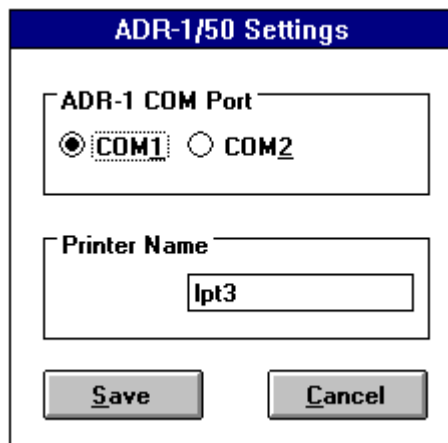 ADR-1/50 Settings
ADR-1 COM Port
COM1 COM2
Printer Name
lpt3
Save Cancel